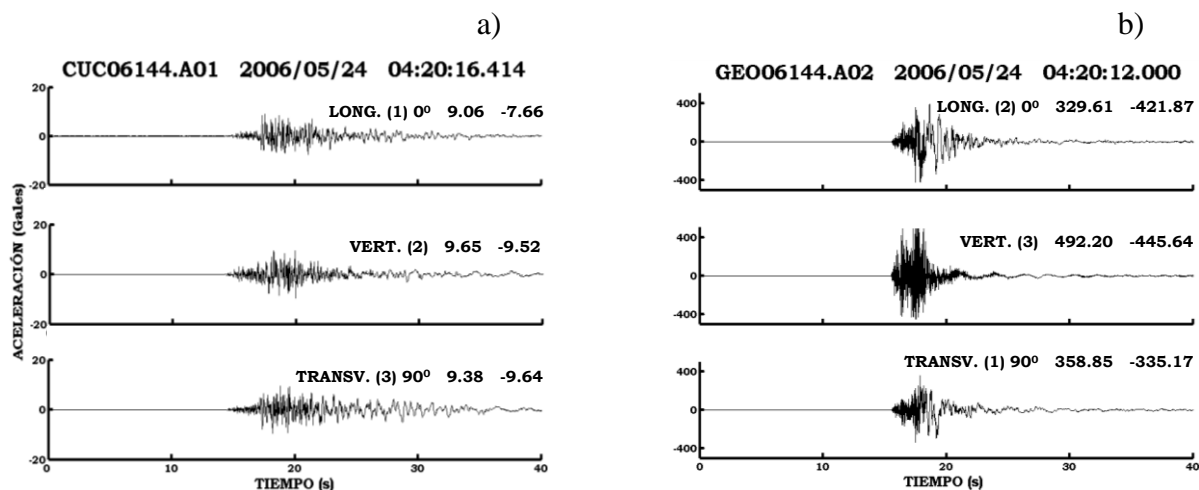 a)
CUC06144.A01 2006/05/24 04:20:16.414
20
LONG. (1) 0º 9.06 -7.66
0
-20
20
VERT. (2) 9.65 -9.52
0
-20
20
TRANSV. (3) 90º 9.38 -9.64
0
-20
0 10 20 30 40
TIEMPO (s)
ACELERACIÓN (Gales)
b)
GEO06144.A02 2006/05/24 04:20:12.000
400
LONG. (2) 0º 329.61 -421.87
0
-400
400
VERT. (3) 492.20 -445.64
0
-400
400
TRANSV. (1) 90º 358.85 -335.17
0
-400
0 10 20 30 40
TIEMPO (s)